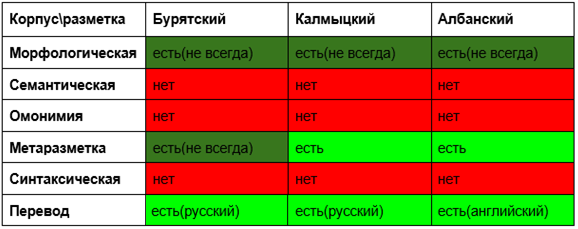 Корпус\разметка Бурятский Калмыцкий Албанский
Морфологическая есть(не всегда) есть(не всегда) есть(не всегда)
Семантическая нет нет нет
Омонимия нет нет нет
Метаразметка есть(не всегда) есть есть
Синтаксическая нет нет нет
Перевод есть(русский) есть(русский) есть(английский)